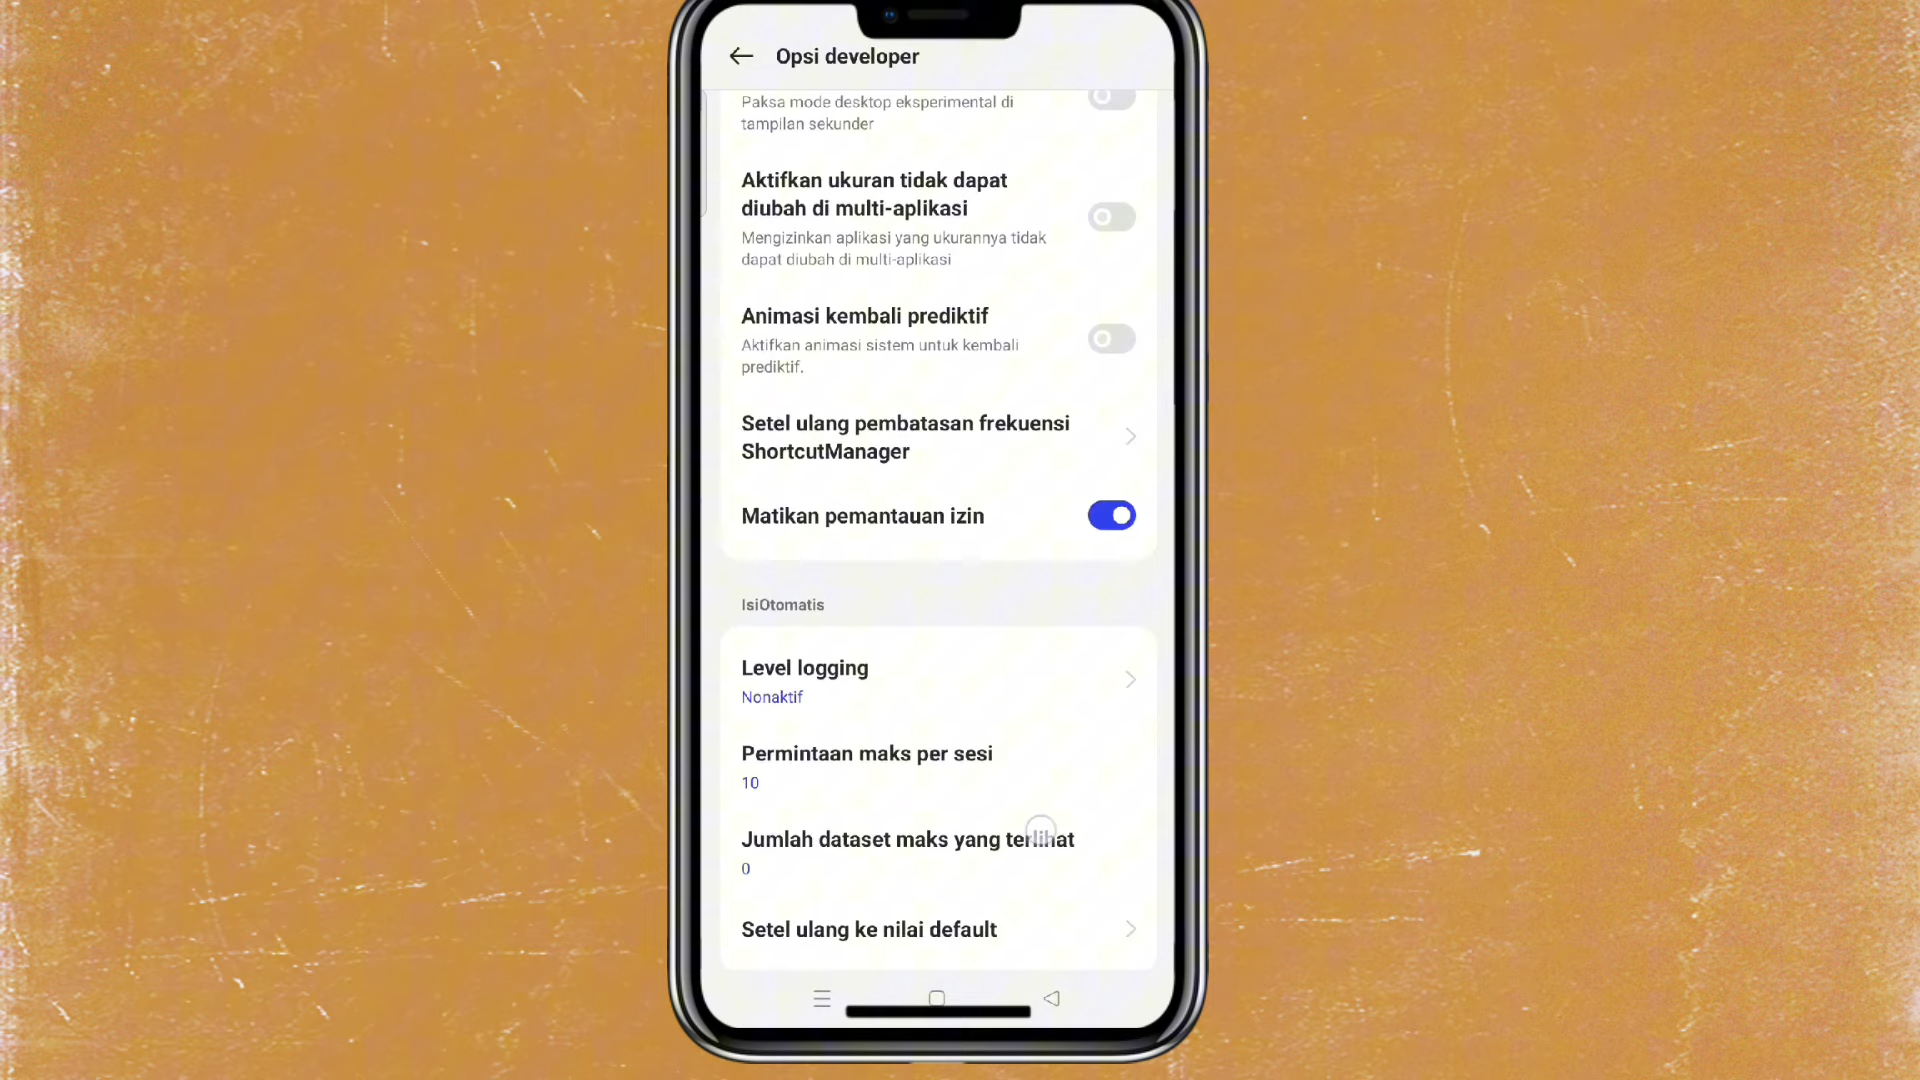 Opsi developer
Paksa mode desktop eksperimental di
tampilan sekunder
Aktifkan ukuran tidak dapat
diubah di multi-aplikasi
Mengizinkan aplikasi yang ukurannya tidak
dapat diubah di multi-aplikasi
Animasi kembali prediktif
Aktifkan animasi sistem untuk kembali
prediktif.
Setel ulang pembatasan frekuensi
ShortcutManager
Matikan pemantauan izin
IsiOtomatis
Level logging
Nonaktif
Permintaan maks per sesi
10
Jumlah dataset maks yang terlihat
0
Setel ulang ke nilai default